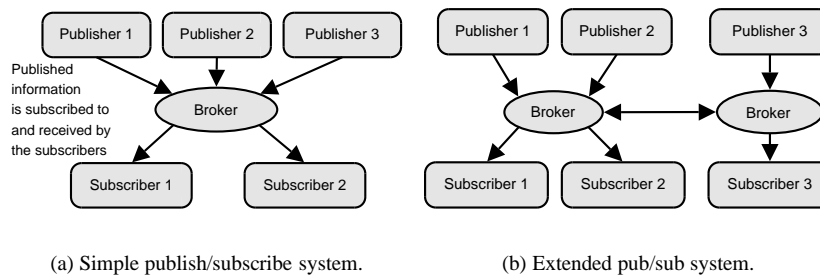 Publisher 1
Publisher 2
Publisher 3
Published
information
is subscribed to
and received by
the subscribers
Broker
Subscriber 1
Subscriber 2
(a) Simple publish/subscribe system.
Publisher 1
Publisher 2
Publisher 3
Broker
Broker
Subscriber 1
Subscriber 2
Subscriber 3
(b) Extended pub/sub system.